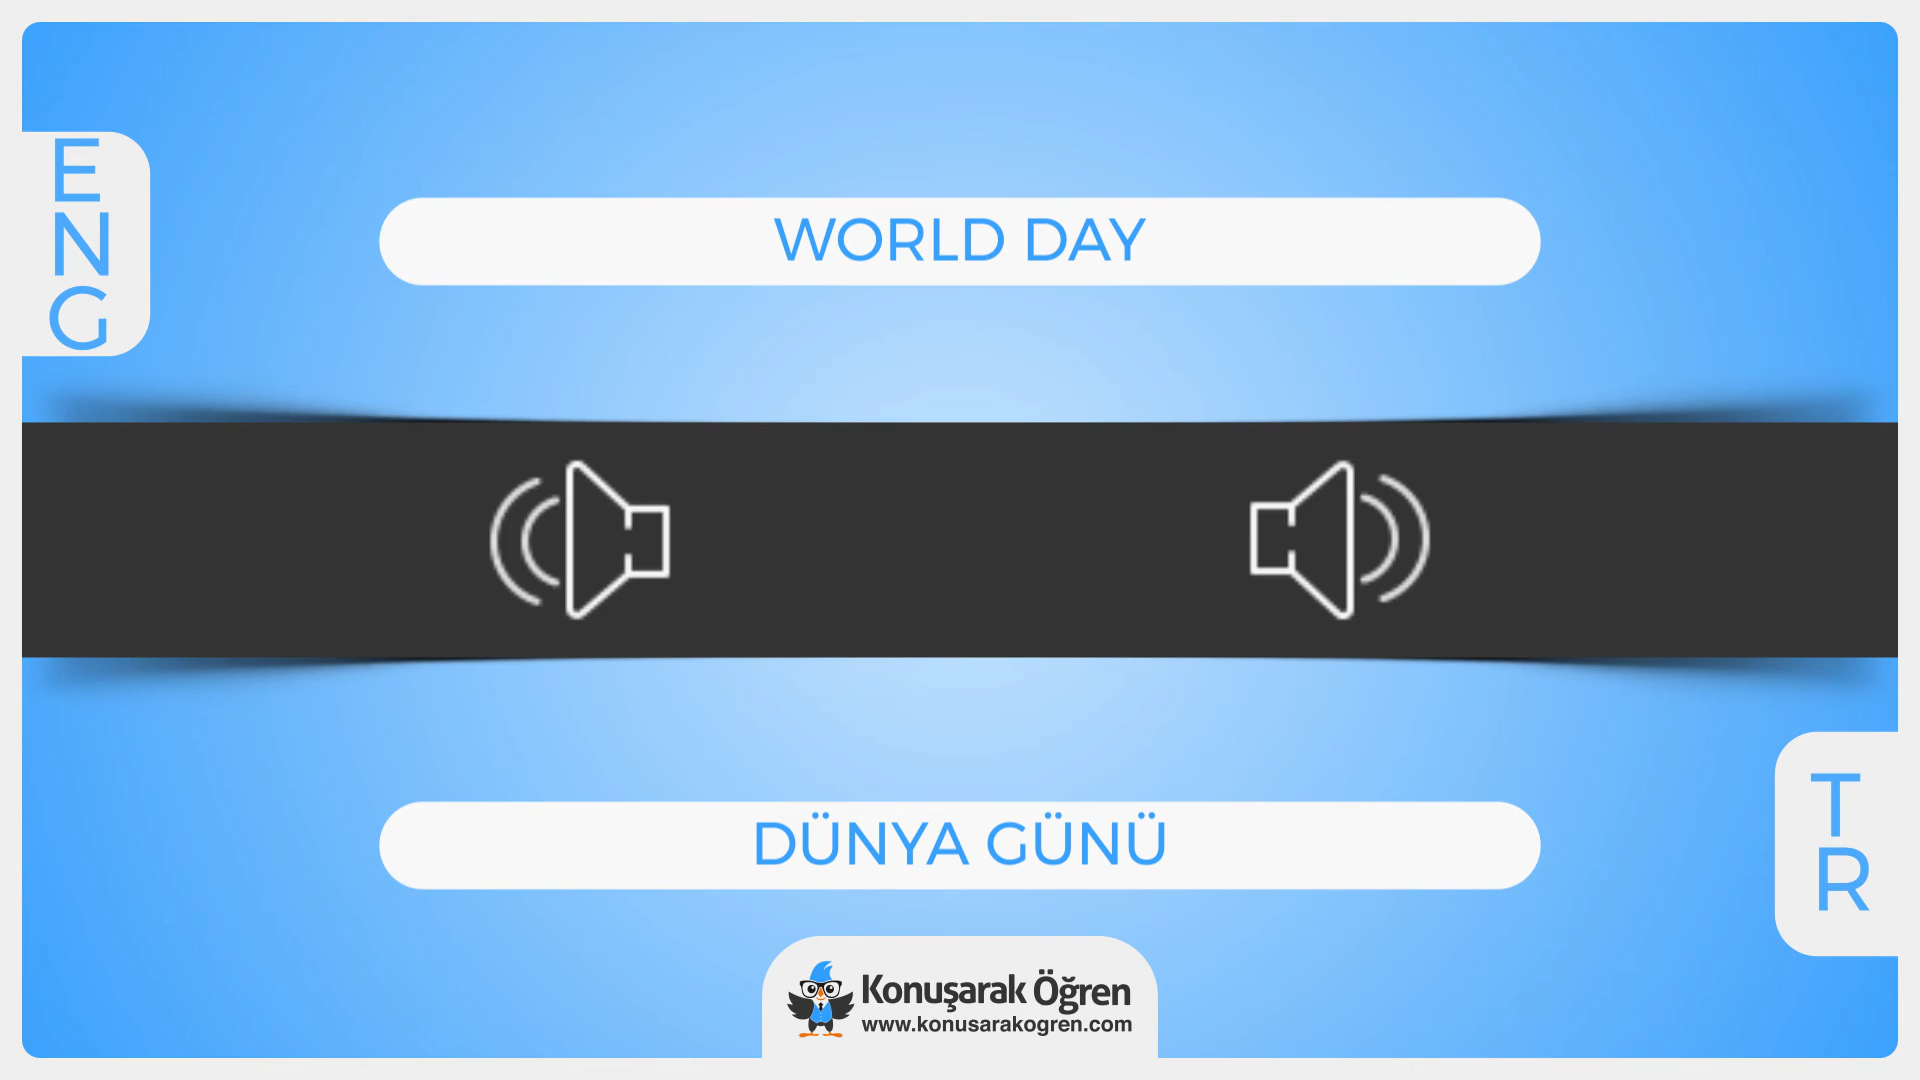 ENG
WORLD DAY
DÜNYA GÜNÜ
TR
Konuşarak Öğren
www.konusarakogren.com